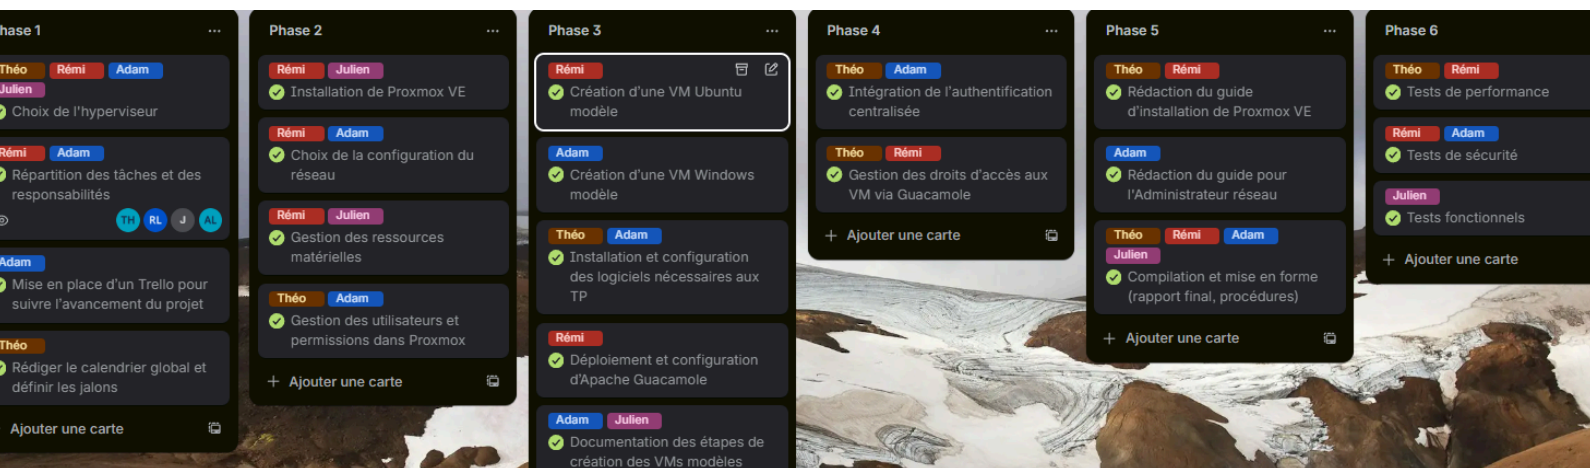 hase 1
Théo Rémi Adam
Julien
Choix de l'hyperviseur
Rémi Adam
Répartition des tâches et des
responsabilités
TH RL J AL
Adam
Mise en place d'un Trello pour
suivre l'avancement du projet
Théo
Rédiger le calendrier global et
définir les jalons
Ajouter une carte
Phase 2
Rémi Julien
Installation de Proxmox VE
Rémi Adam
Choix de la configuration du
réseau
Rémi Julien
Gestion des ressources
matérielles
Théo Adam
Gestion des utilisateurs et
permissions dans Proxmox
+ Ajouter une carte
Phase 3
Rémi
Création d'une VM Ubuntu
modèle
Adam
Création d'une VM Windows
modèle
Théo Adam
Installation et configuration
des logiciels nécessaires aux
TP
Rémi
Déploiement et configuration
d'Apache Guacamole
Adam Julien
Documentation des étapes de
création des VMs modèles
Phase 4
Théo Adam
Intégration de l'authentification
centralisée
Théo Rémi
Gestion des droits d'accès aux
VM via Guacamole
+ Ajouter une carte
Phase 5
Théo Rémi
Rédaction du guide
d'installation de Proxmox VE
Adam
Rédaction du guide pour
l'Administrateur réseau
Théo Rémi Adam
Julien
Compilation et mise en forme
(rapport final, procédures)
+ Ajouter une carte
Phase 6
Théo Rémi
Tests de performance
Rémi Adam
Tests de sécurité
Julien
Tests fonctionnels
+ Ajouter une carte